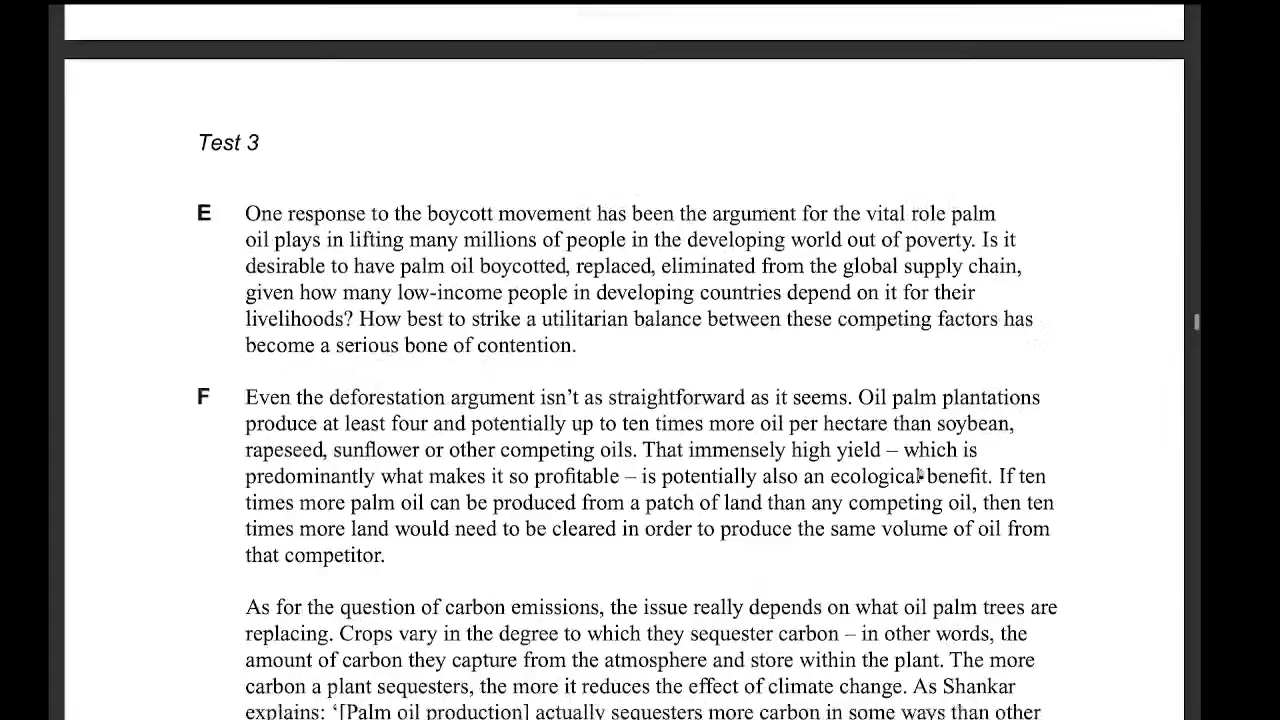 Test 3
E One response to the boycott movement has been the argument for the vital role palm
oil plays in lifting many millions of people in the developing world out of poverty. Is it
desirable to have palm oil boycotted, replaced, eliminated from the global supply chain,
given how many low-income people in developing countries depend on it for their
livelihoods? How best to strike a utilitarian balance between these competing factors has
become a serious bone of contention.
F Even the deforestation argument isn’t as straightforward as it seems. Oil palm plantations
produce at least four and potentially up to ten times more oil per hectare than soybean,
rapeseed, sunflower or other competing oils. That immensely high yield – which is
predominantly what makes it so profitable – is potentially also an ecological benefit. If ten
times more palm oil can be produced from a patch of land than any competing oil, then ten
times more land would need to be cleared in order to produce the same volume of oil from
that competitor.
As for the question of carbon emissions, the issue really depends on what oil palm trees are
replacing. Crops vary in the degree to which they sequester carbon – in other words, the
amount of carbon they capture from the atmosphere and store within the plant. The more
carbon a plant sequesters, the more it reduces the effect of climate change. As Shankar
explains: ‘[Palm oil production] actually sequesters more carbon in some ways than other